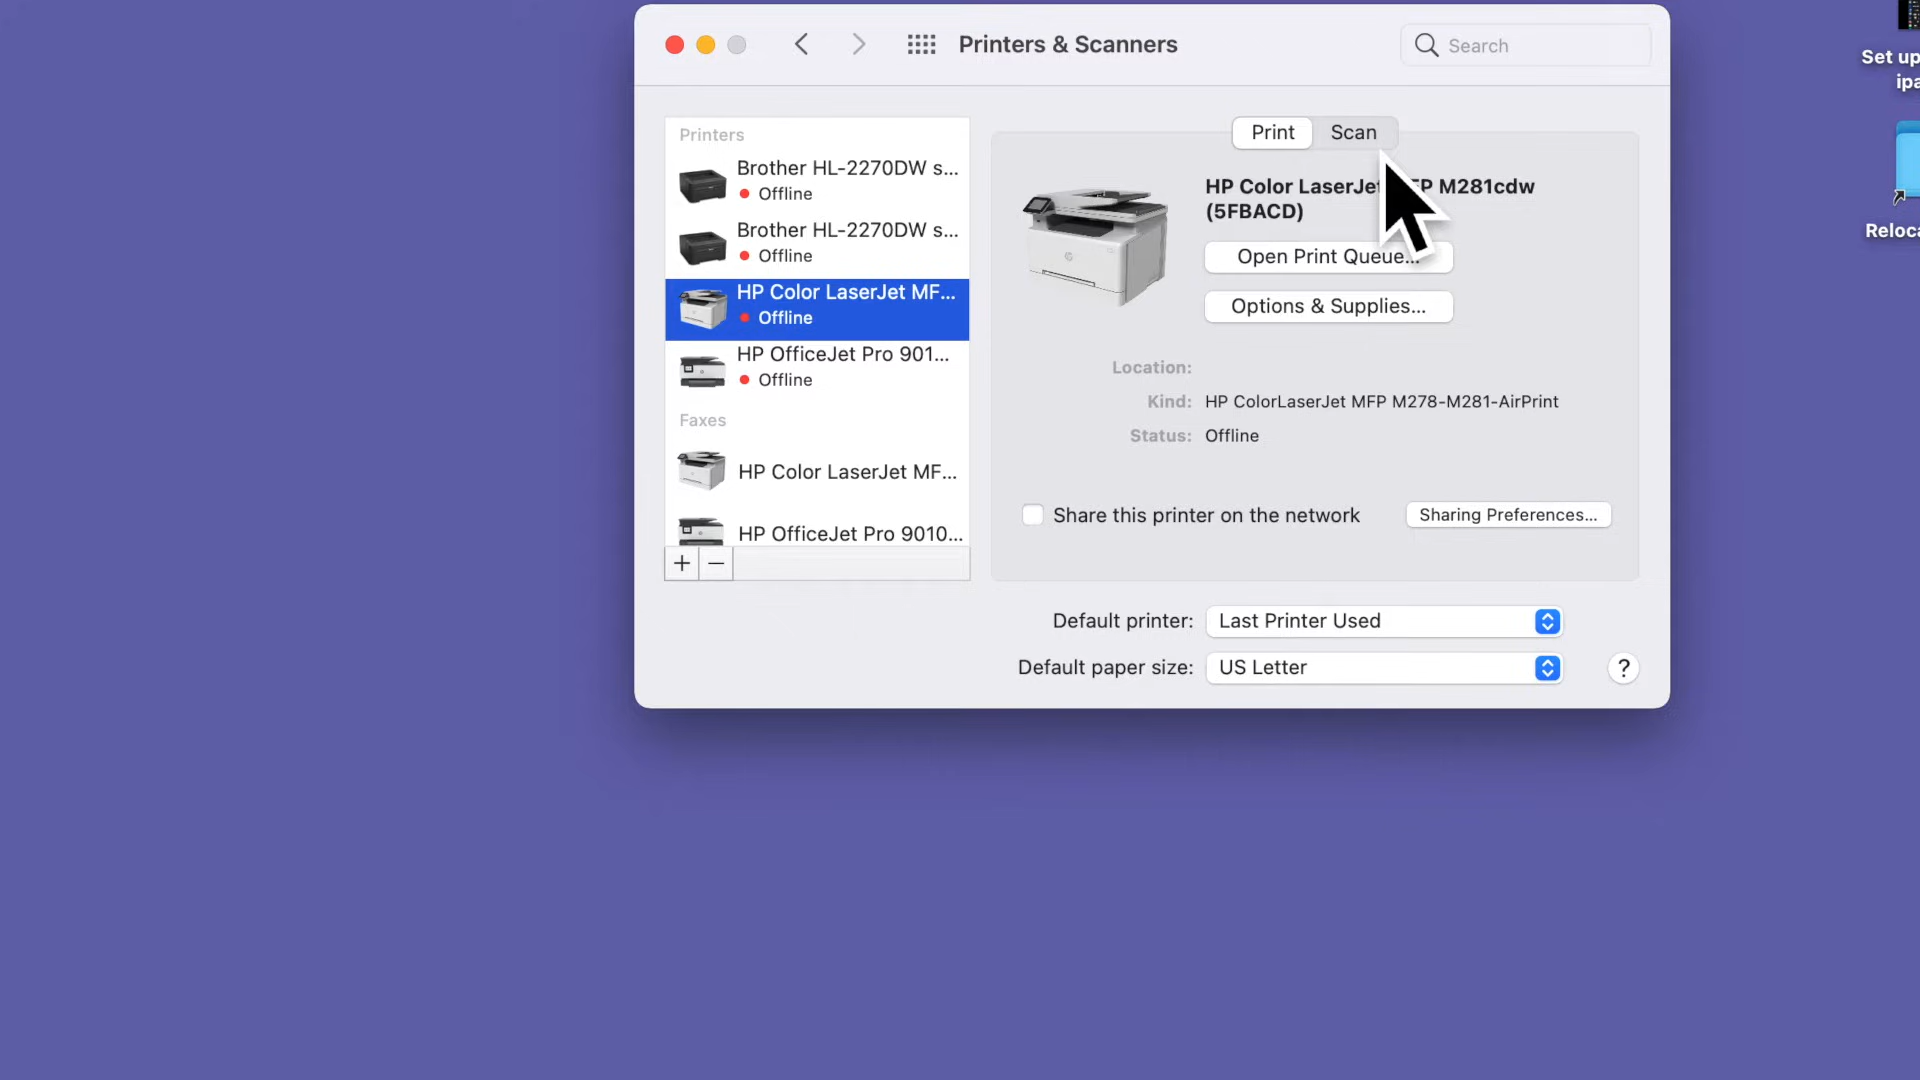 Printers & Scanners
Search
Printers
Brother HL-2270DW s...
Offline
Brother HL-2270DW s...
Offline
HP Color LaserJet MF...
Offline
HP OfficeJet Pro 901...
Offline
Faxes
HP Color LaserJet MF...
HP OfficeJet Pro 9010...
+ −
Print Scan
HP Color LaserJet MFP M281cdw
(5FBACD)
Open Print Queue...
Options & Supplies...
Location:
Kind: HP ColorLaserJet MFP M278-M281-AirPrint
Status: Offline
Share this printer on the network
Sharing Preferences...
Default printer: Last Printer Used
Default paper size: US Letter
?
Set up
ipa
Reloca